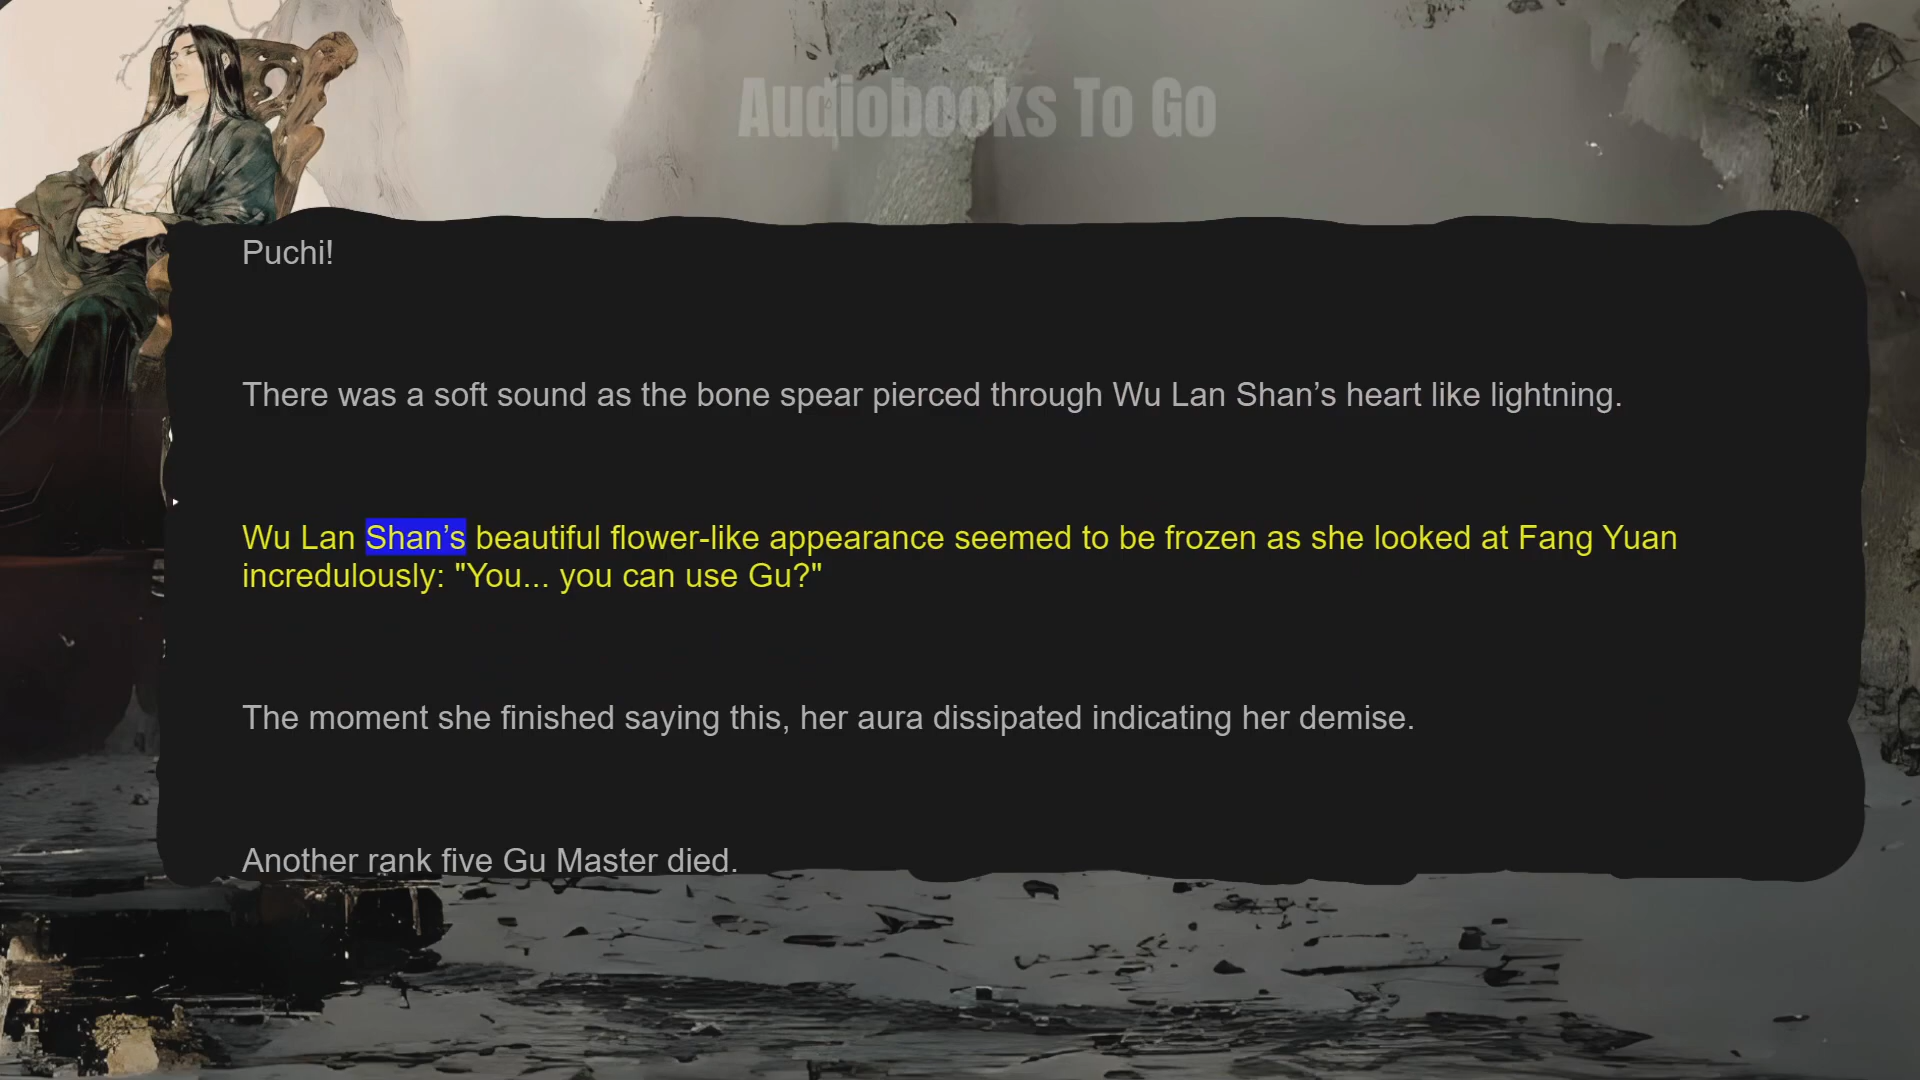 Audiobooks To Go
Puchi!
There was a soft sound as the bone spear pierced through Wu Lan Shan’s heart like lightning.
Wu Lan Shan’s beautiful flower-like appearance seemed to be frozen as she looked at Fang Yuan
incredulously: "You... you can use Gu?"
The moment she finished saying this, her aura dissipated indicating her demise.
Another rank five Gu Master died.